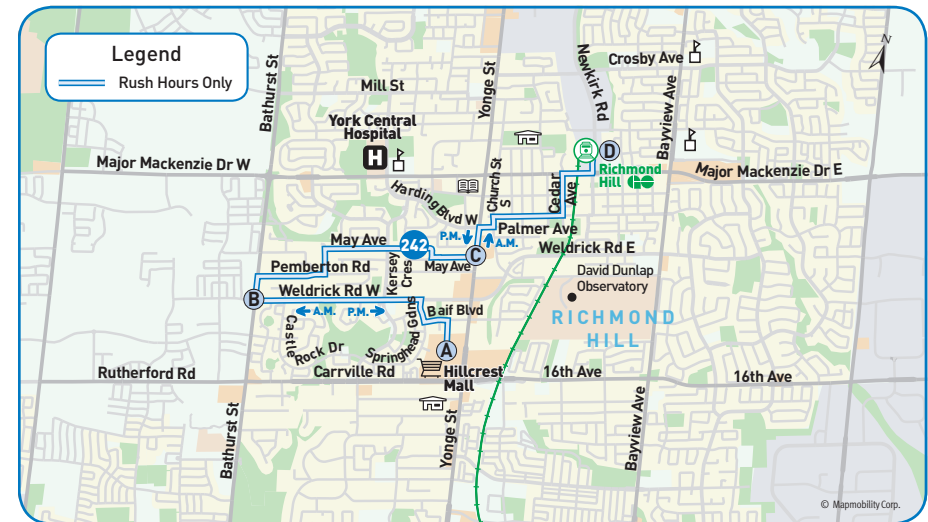 Legend
Rush Hours Only
N
Bathurst St
Mill St
Yonge St
Newkirk Rd
Crosby Ave
Bayview Ave
York Central
Hospital
H
Major Mackenzie Dr W
D
Richmond
Hill
GO
Major Mackenzie Dr E
Harding Blvd W
Church St
S
Cedar
Ave
Palmer Ave
P.M.
A.M.
May Ave
242
Kersey
Cres
May Ave
C
Weldrick Rd E
Pemberton Rd
David Dunlap
Observatory
B
Weldrick Rd W
A.M.
P.M.
Baif Blvd
RICHMOND
HILL
Castle
Rock Dr
Springhead Gdns
A
Rutherford Rd
Carrville Rd
Hillcrest
Mall
16th Ave
16th Ave
Bathurst St
Yonge St
Bayview Ave
© Mapmobility Corp.